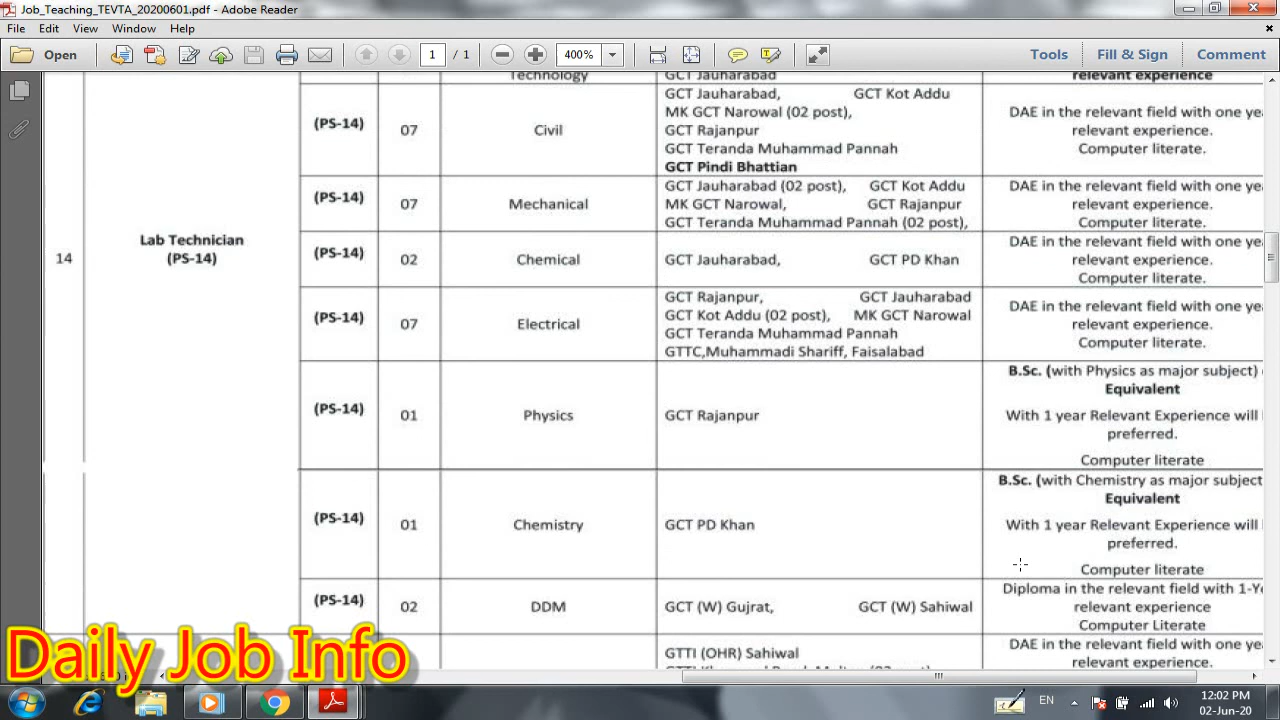 Job_Teaching_TEVTA_20200601.pdf - Adobe Reader
File Edit View Window Help
Open 1 / 1 400% Tools Fill & Sign Comment
Technology GCT Jauharabad relevant experience
14 Lab Technician
(PS-14)
(PS-14) 07 Civil
GCT Jauharabad, GCT Kot Addu
MK GCT Narowal (02 post),
GCT Rajanpur
GCT Teranda Muhammad Pannah
GCT Pindi Bhattian
DAE in the relevant field with one yea
relevant experience.
Computer literate.
(PS-14) 07 Mechanical
GCT Jauharabad (02 post), GCT Kot Addu
MK GCT Narowal, GCT Rajanpur
GCT Teranda Muhammad Pannah (02 post),
DAE in the relevant field with one yea
relevant experience.
Computer literate.
(PS-14) 02 Chemical
GCT Jauharabad, GCT PD Khan
DAE in the relevant field with one yea
relevant experience.
Computer literate.
(PS-14) 07 Electrical
GCT Rajanpur, GCT Jauharabad
GCT Kot Addu (02 post), MK GCT Narowal
GCT Teranda Muhammad Pannah
GTTC,Muhammadi Shariff, Faisalabad
DAE in the relevant field with one yea
relevant experience.
Computer literate.
(PS-14) 01 Physics
GCT Rajanpur
B.Sc. (with Physics as major subject)
Equivalent
With 1 year Relevant Experience will
preferred.
Computer literate
(PS-14) 01 Chemistry
GCT PD Khan
B.Sc. (with Chemistry as major subject
Equivalent
With 1 year Relevant Experience will
preferred.
Computer literate
(PS-14) 02 DDM
GCT (W) Gujrat, GCT (W) Sahiwal
Diploma in the relevant field with 1-Ye
relevant experience
Computer Literate
GTTI (OHR) Sahiwal
DAE in the relevant field with one yea
relevant experience.
Daily Job Info
EN
12:02 PM
02-Jun-20